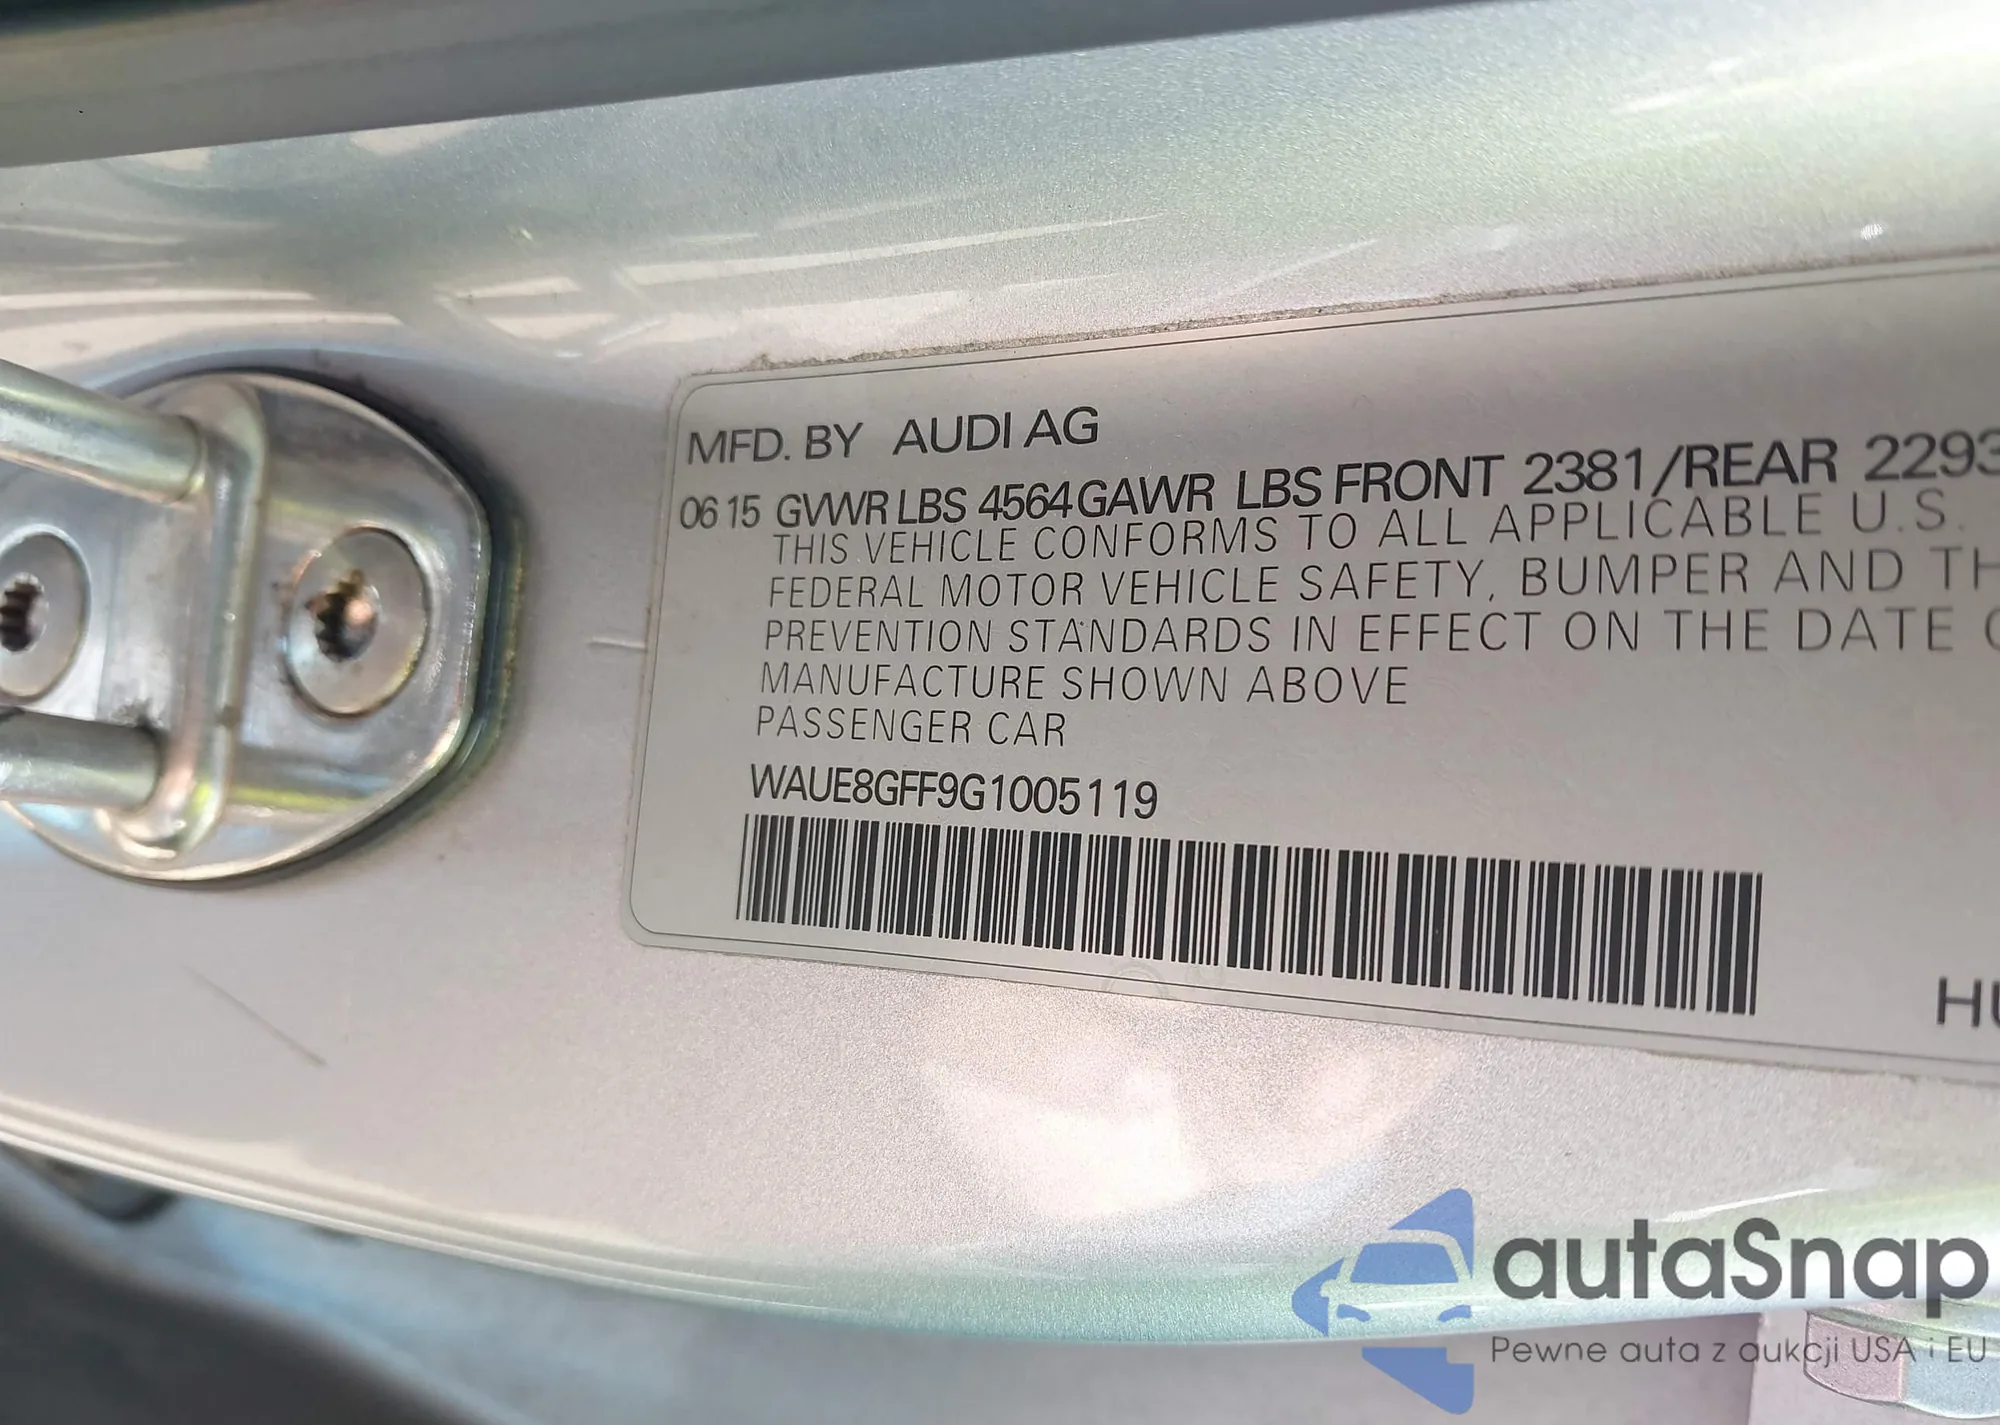 MFD. BY AUDI AG
06 15 GVWR LBS 4564 GAWR LBS FRONT 2381/REAR 2293
THIS VEHICLE CONFORMS TO ALL APPLICABLE U.S.
FEDERAL MOTOR VEHICLE SAFETY, BUMPER AND
PREVENTION STANDARDS IN EFFECT ON THE DATE
MANUFACTURE SHOWN ABOVE
PASSENGER CAR
WAUE8GFF9G1005119
autaSnap
Pewne auta z aukcji USA i EU